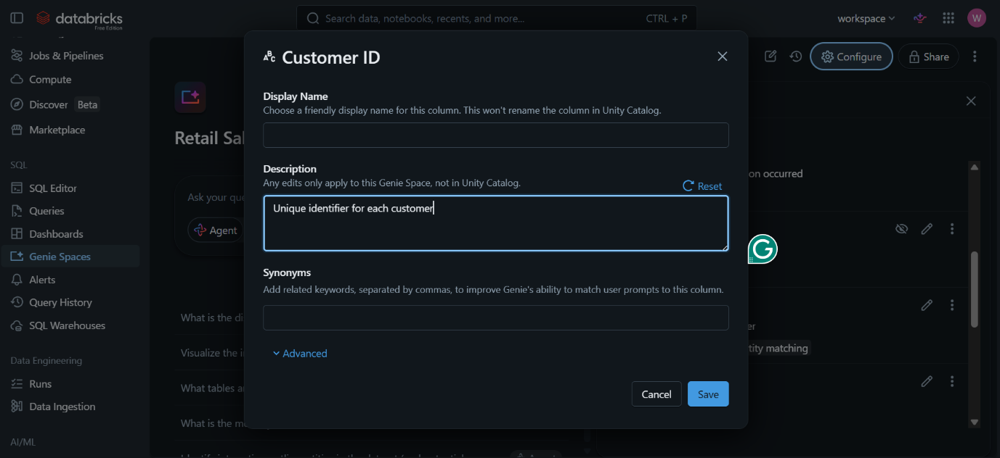 databricks
Free Edition
Search data, notebooks, recents, and more...
CTRL + P
workspace
W
Jobs & Pipelines
Compute
Discover
Beta
Marketplace
SQL
SQL Editor
Queries
Dashboards
Genie Spaces
Alerts
Query History
SQL Warehouses
Data Engineering
Runs
Data Ingestion
AI/ML
Configure
Share
Retail Sal
Ask your que
Agent
What is the di
Visualize the i
What tables a
What is the m
Customer ID
Display Name
Choose a friendly display name for this column. This won't rename the column in Unity Catalog.
Description
Any edits only apply to this Genie Space, not in Unity Catalog.
Reset
Unique identifier for each customer
Synonyms
Add related keywords, separated by commas, to improve Genie's ability to match user prompts to this column.
Advanced
Cancel
Save
on occurred
G
er
tity matching